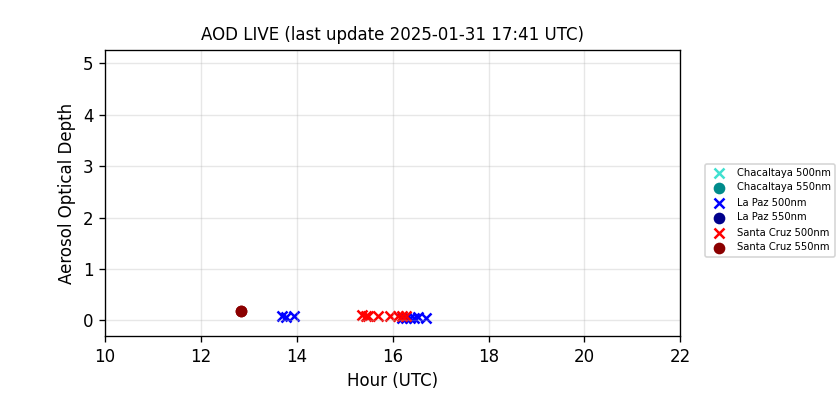 AOD LIVE (last update 2025-01-31 17:41 UTC)
Aerosol Optical Depth
5
4
3
2
1
0
10 12 14 16 18 20 22
Hour (UTC)
Chacaltaya 500nm
Chacaltaya 550nm
La Paz 500nm
La Paz 550nm
Santa Cruz 500nm
Santa Cruz 550nm